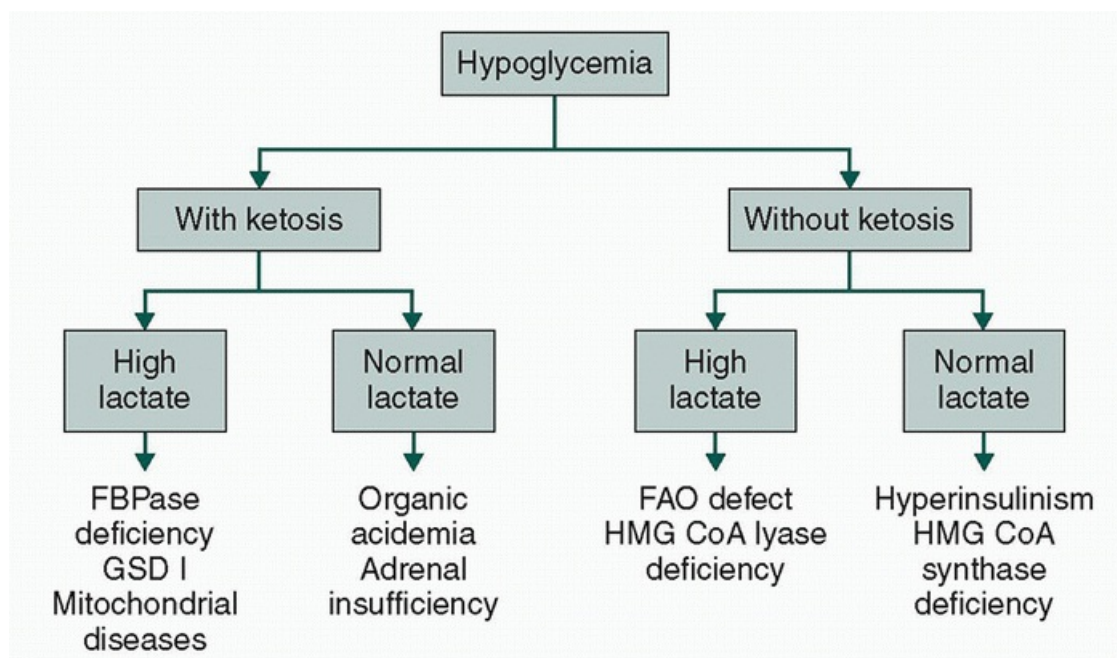 Hypoglycemia
With ketosis
Without ketosis
High
lactate
Normal
lactate
High
lactate
Normal
lactate
FBPase
deficiency
GSD I
Mitochondrial
diseases
Organic
acidemia
Adrenal
insufficiency
FAO defect
HMG CoA lyase
deficiency
Hyperinsulinism
HMG CoA
synthase
deficiency